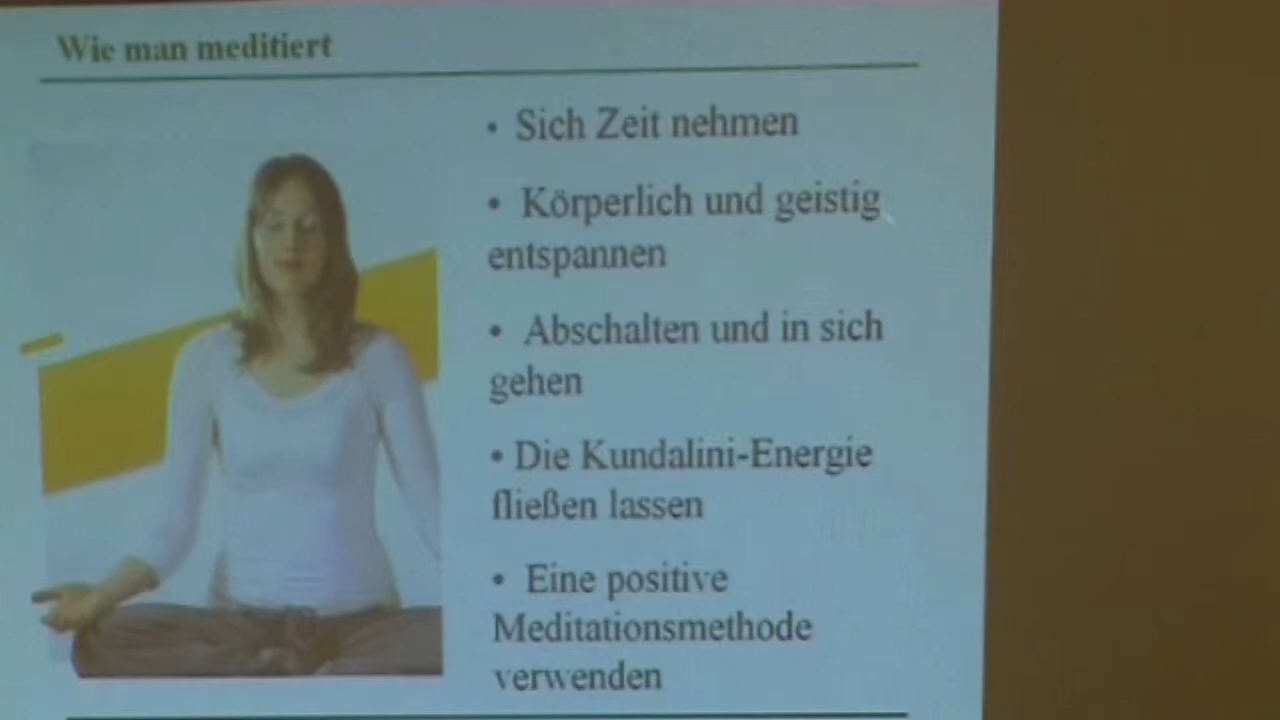 Wie man meditiert
• Sich Zeit nehmen
• Körperlich und geistig
entspannen
• Abschalten und in sich
gehen
• Die Kundalini-Energie
fließen lassen
• Eine positive
Meditationsmethode
verwenden